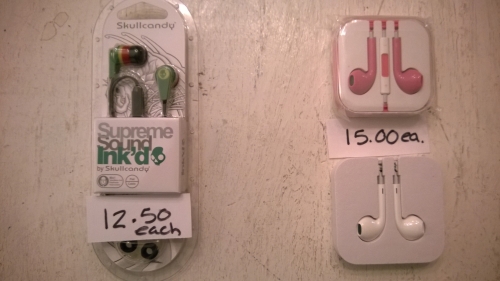 Skullcandy
Supreme
Sound
Ink'd
by Skullcandy
12.50
each
15.00 ea.